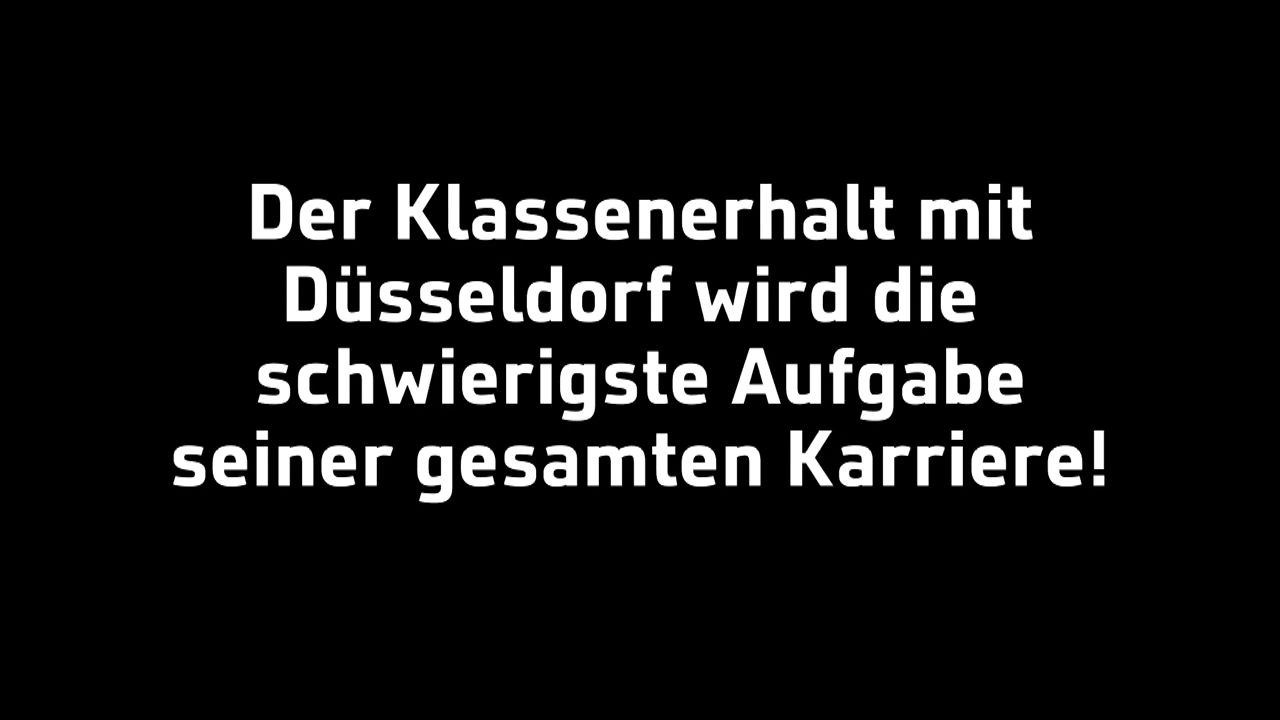 Der Klassenerhalt mit
Düsseldorf wird die
schwierigste Aufgabe
seiner gesamten Karriere!